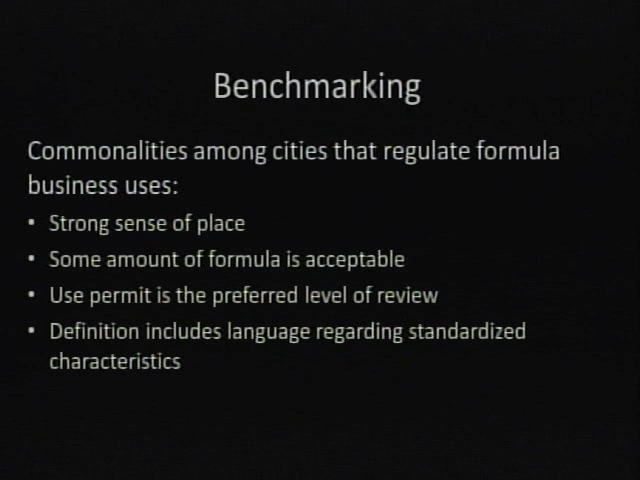 Benchmarking
Commonalities among cities that regulate formula
business uses:
• Strong sense of place
• Some amount of formula is acceptable
• Use permit is the preferred level of review
• Definition includes language regarding standardized
characteristics